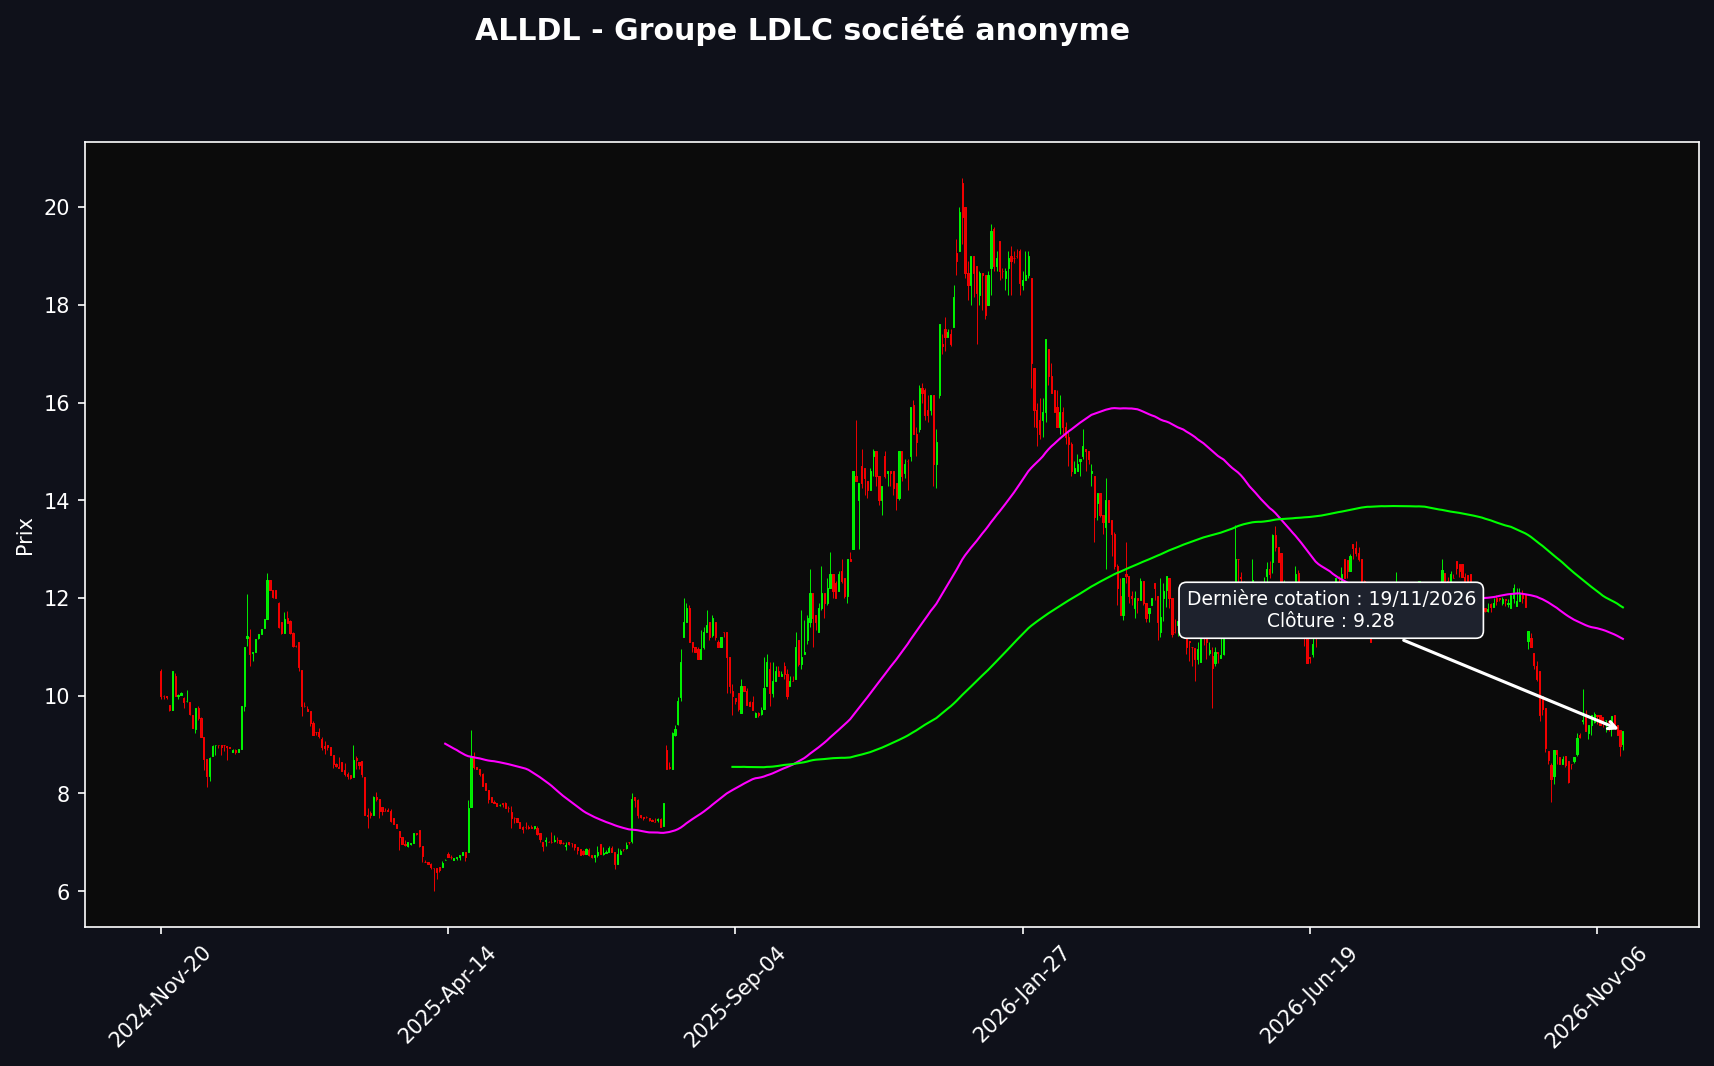 ALLDL - Groupe LDLC société anonyme
Prix
20
18
16
14
12
10
8
6
Dernière cotation : 19/11/2026
Clôture : 9.28
2024-Nov-20
2025-Apr-14
2025-Sep-04
2026-Jan-27
2026-Jun-19
2026-Nov-06